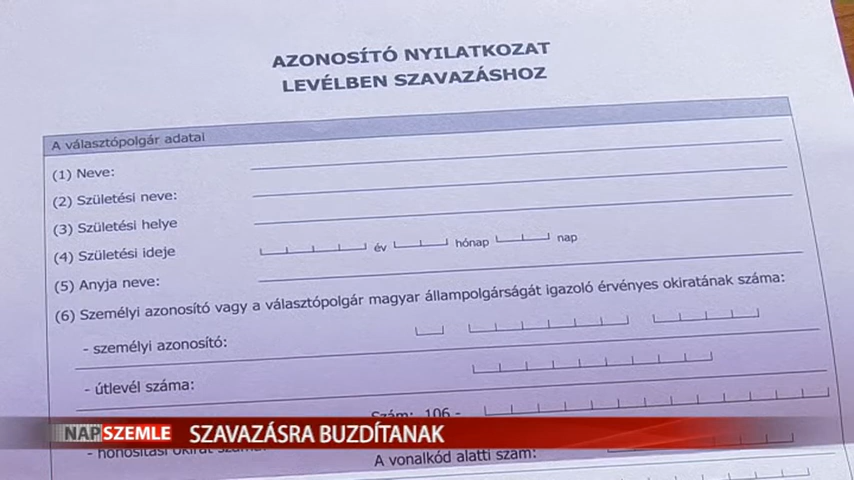 AZONOSÍTÓ NYILATKOZAT
LEVÉLBEN SZAVAZÁSHOZ
A választópolgár adatai
(1) Neve:
(2) Születési neve:
(3) Születési helye
(4) Születési ideje év hónap nap
(5) Anyja neve:
(6) Személyi azonosító vagy a választópolgár magyar állampolgárságát igazoló érvényes okiratának száma:
- személyi azonosító:
- útlevél száma:
Szám: 106 -
NAPSZEMLE SZAVAZÁSRA BUZDÍTANAK
- honosítási okirat
A vonalkód alatti szám: